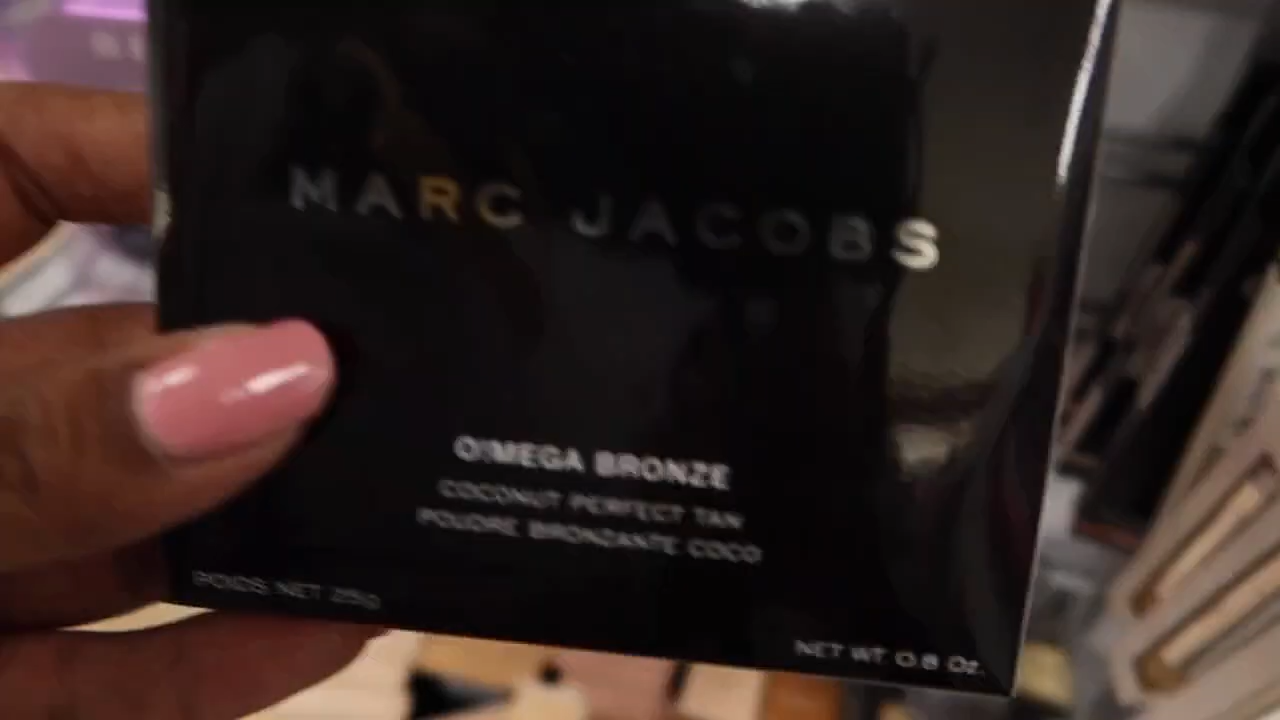 MARC JACOBS
O!MEGA BRONZE
COCONUT PERFECT TAN
POUDRE BRONZANTE COCO
POIDS NET 25g
NET WT. 0.8 Oz.